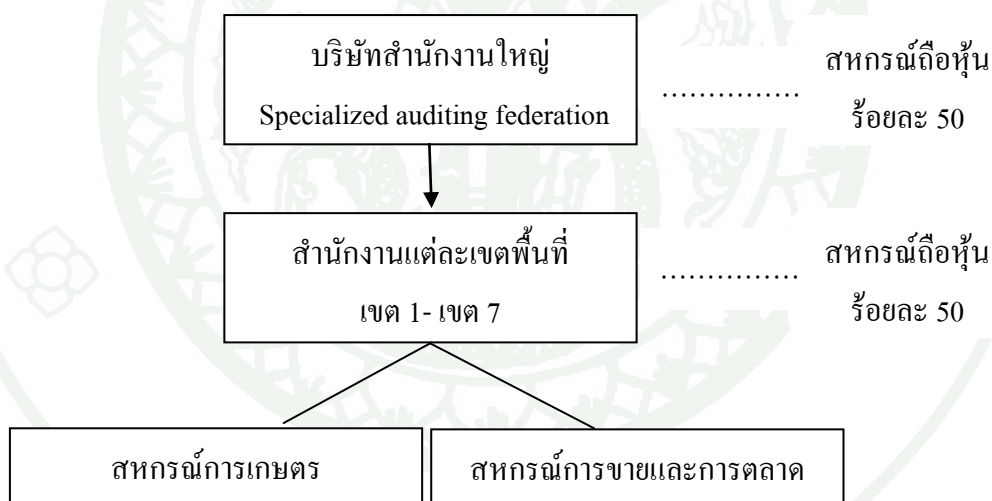 บริษัทสำนักงานใหญ่
Specialized auditing federation
...............
สหกรณ์ถือหุ้น
ร้อยละ 50
สำนักงานแต่ละเขตพื้นที่
เขต 1- เขต 7
...............
สหกรณ์ถือหุ้น
ร้อยละ 50
สหกรณ์การเกษตร
สหกรณ์การขายและการตลาด